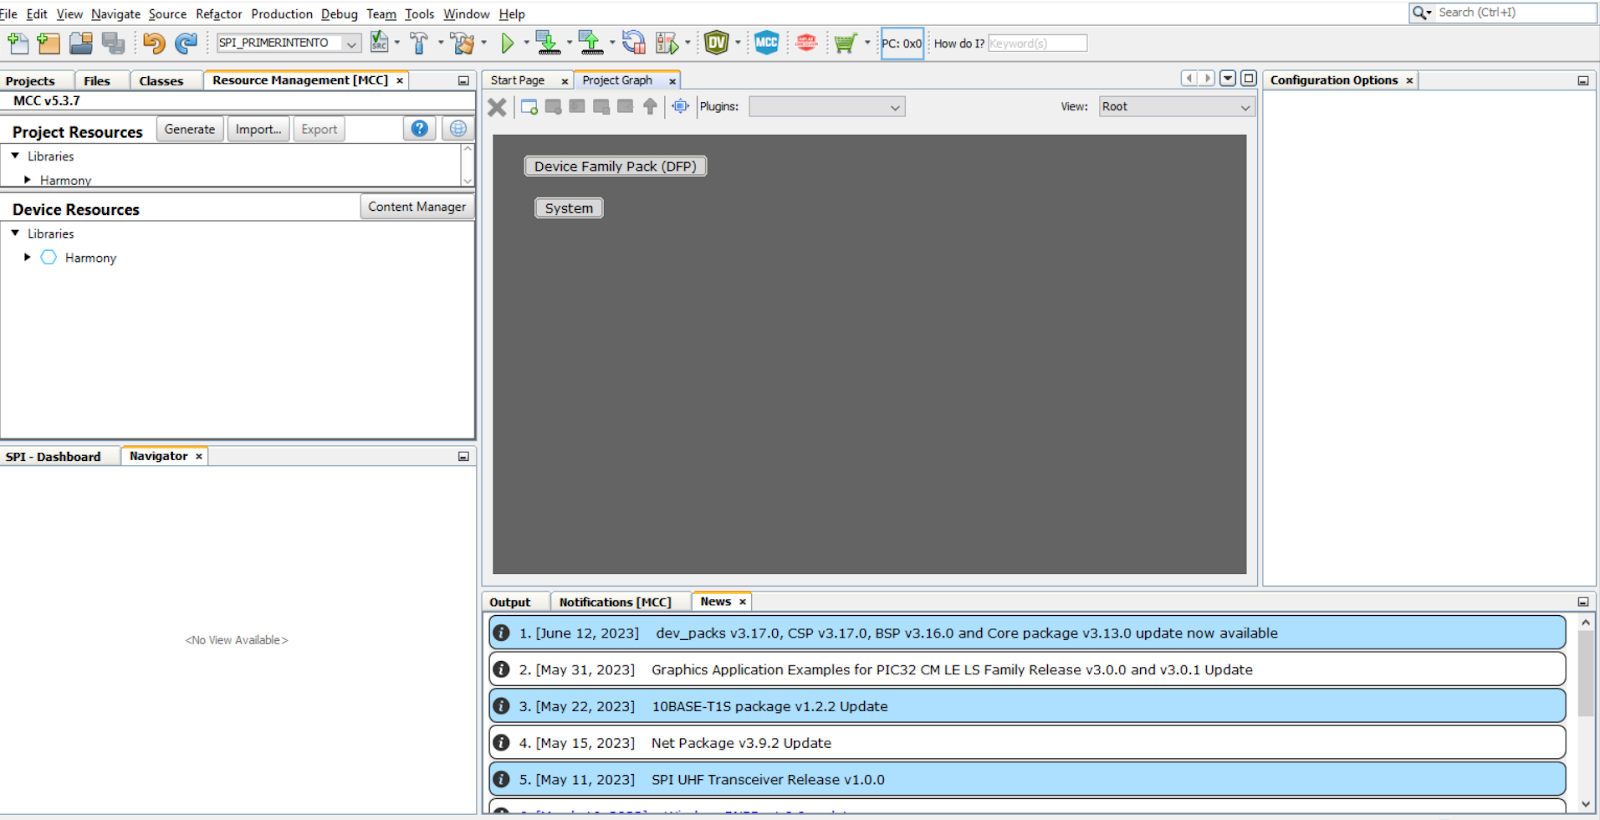 File Edit View Navigate Source Refactor Production Debug Team Tools Window Help
Search (Ctrl+I)
SPI_PRIMERINTENTO
SRC
DV
MCC
PC: 0x0
How do I?
Keyword(s)
Projects
Files
Classes
Resource Management [MCC] ×
MCC v5.3.7
Project Resources
Generate
Import...
Export
Libraries
Harmony
Device Resources
Content Manager
Libraries
Harmony
SPI - Dashboard
Navigator ×
<No View Available>
Start Page ×
Project Graph ×
Plugins:
View:
Root
Device Family Pack (DFP)
System
Configuration Options ×
Output
Notifications [MCC]
News ×
1. [June 12, 2023] dev_packs v3.17.0, CSP v3.17.0, BSP v3.16.0 and Core package v3.13.0 update now available
2. [May 31, 2023] Graphics Application Examples for PIC32 CM LE LS Family Release v3.0.0 and v3.0.1 Update
3. [May 22, 2023] 10BASE-T1S package v1.2.2 Update
4. [May 15, 2023] Net Package v3.9.2 Update
5. [May 11, 2023] SPI UHF Transceiver Release v1.0.0